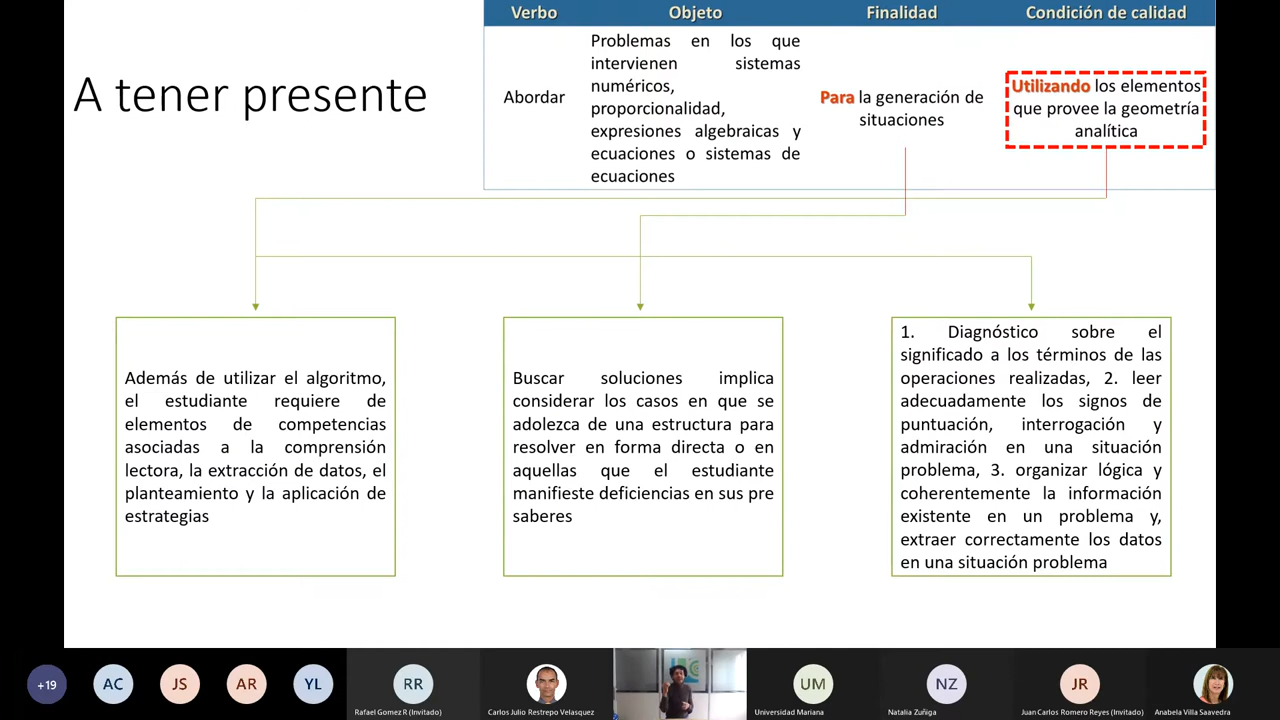 Verbo Objeto Finalidad Condición de calidad
A tener presente
Abordar
Problemas en los que
intervienen sistemas
numéricos,
proporcionalidad,
expresiones algebraicas y
ecuaciones o sistemas de
ecuaciones
Para la generación de
situaciones
Utilizando los elementos
que provee la geometría
analítica
Además de utilizar el algoritmo,
el estudiante requiere de
elementos de competencias
asociadas a la comprensión
lectora, la extracción de datos, el
planteamiento y la aplicación de
estrategias
Buscar soluciones implica
considerar los casos en que se
adolezca de una estructura para
resolver en forma directa o en
aquellas que el estudiante
manifieste deficiencias en sus pre
saberes
1. Diagnóstico sobre el
significado a los términos de las
operaciones realizadas, 2. leer
adecuadamente los signos de
puntuación, interrogación y
admiración en una situación
problema, 3. organizar lógica y
coherentemente la información
existente en un problema y,
extraer correctamente los datos
en una situación problema
+19 AC JS AR YL RR UM NZ JR
Rafael Gomez R (Invitado) Carlos Julio Restrepo Velasquez Universidad Mariana Natalia Zuñiga Juan Carlos Romero Reyes (Invitado) Anabela Villa Saavedra